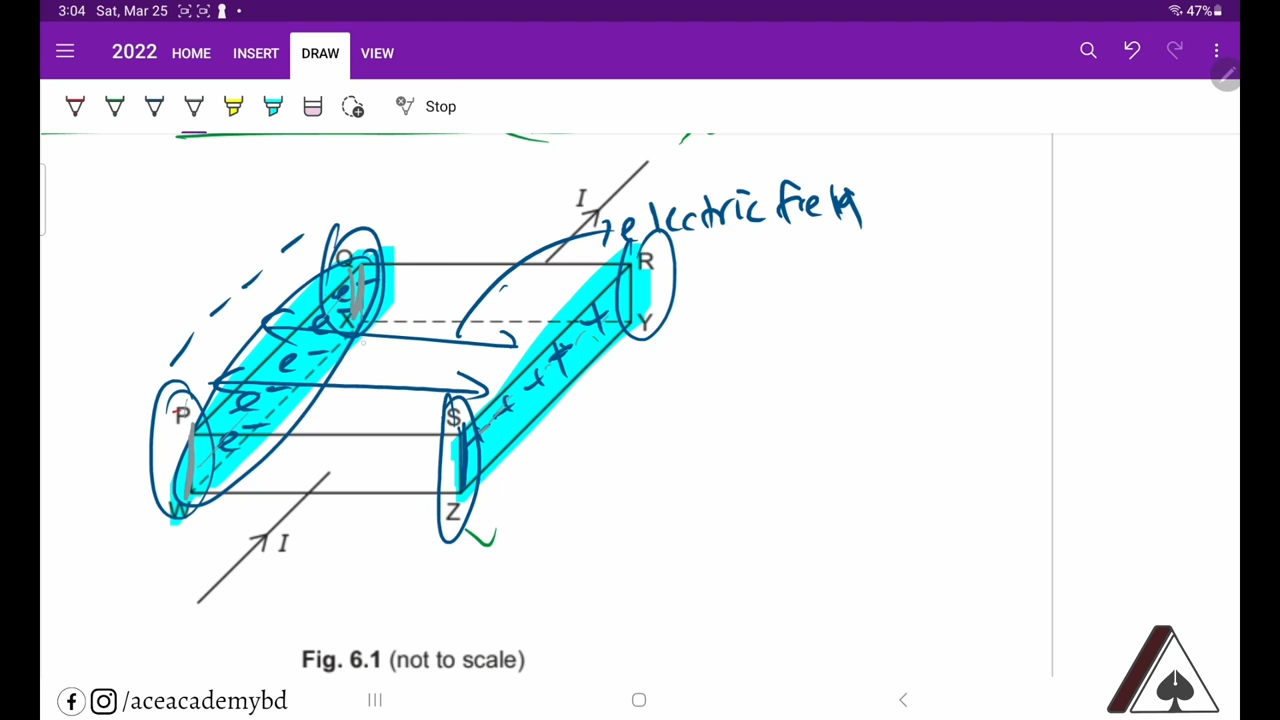 3:04 Sat, Mar 25 47%
2022 HOME INSERT DRAW VIEW
Stop
I
electric field
Q
R
e-
X
Y
e-
+
e-
+
e-
+
P
S
+
e-
W
Z
I
Fig. 6.1 (not to scale)
/aceacademybd